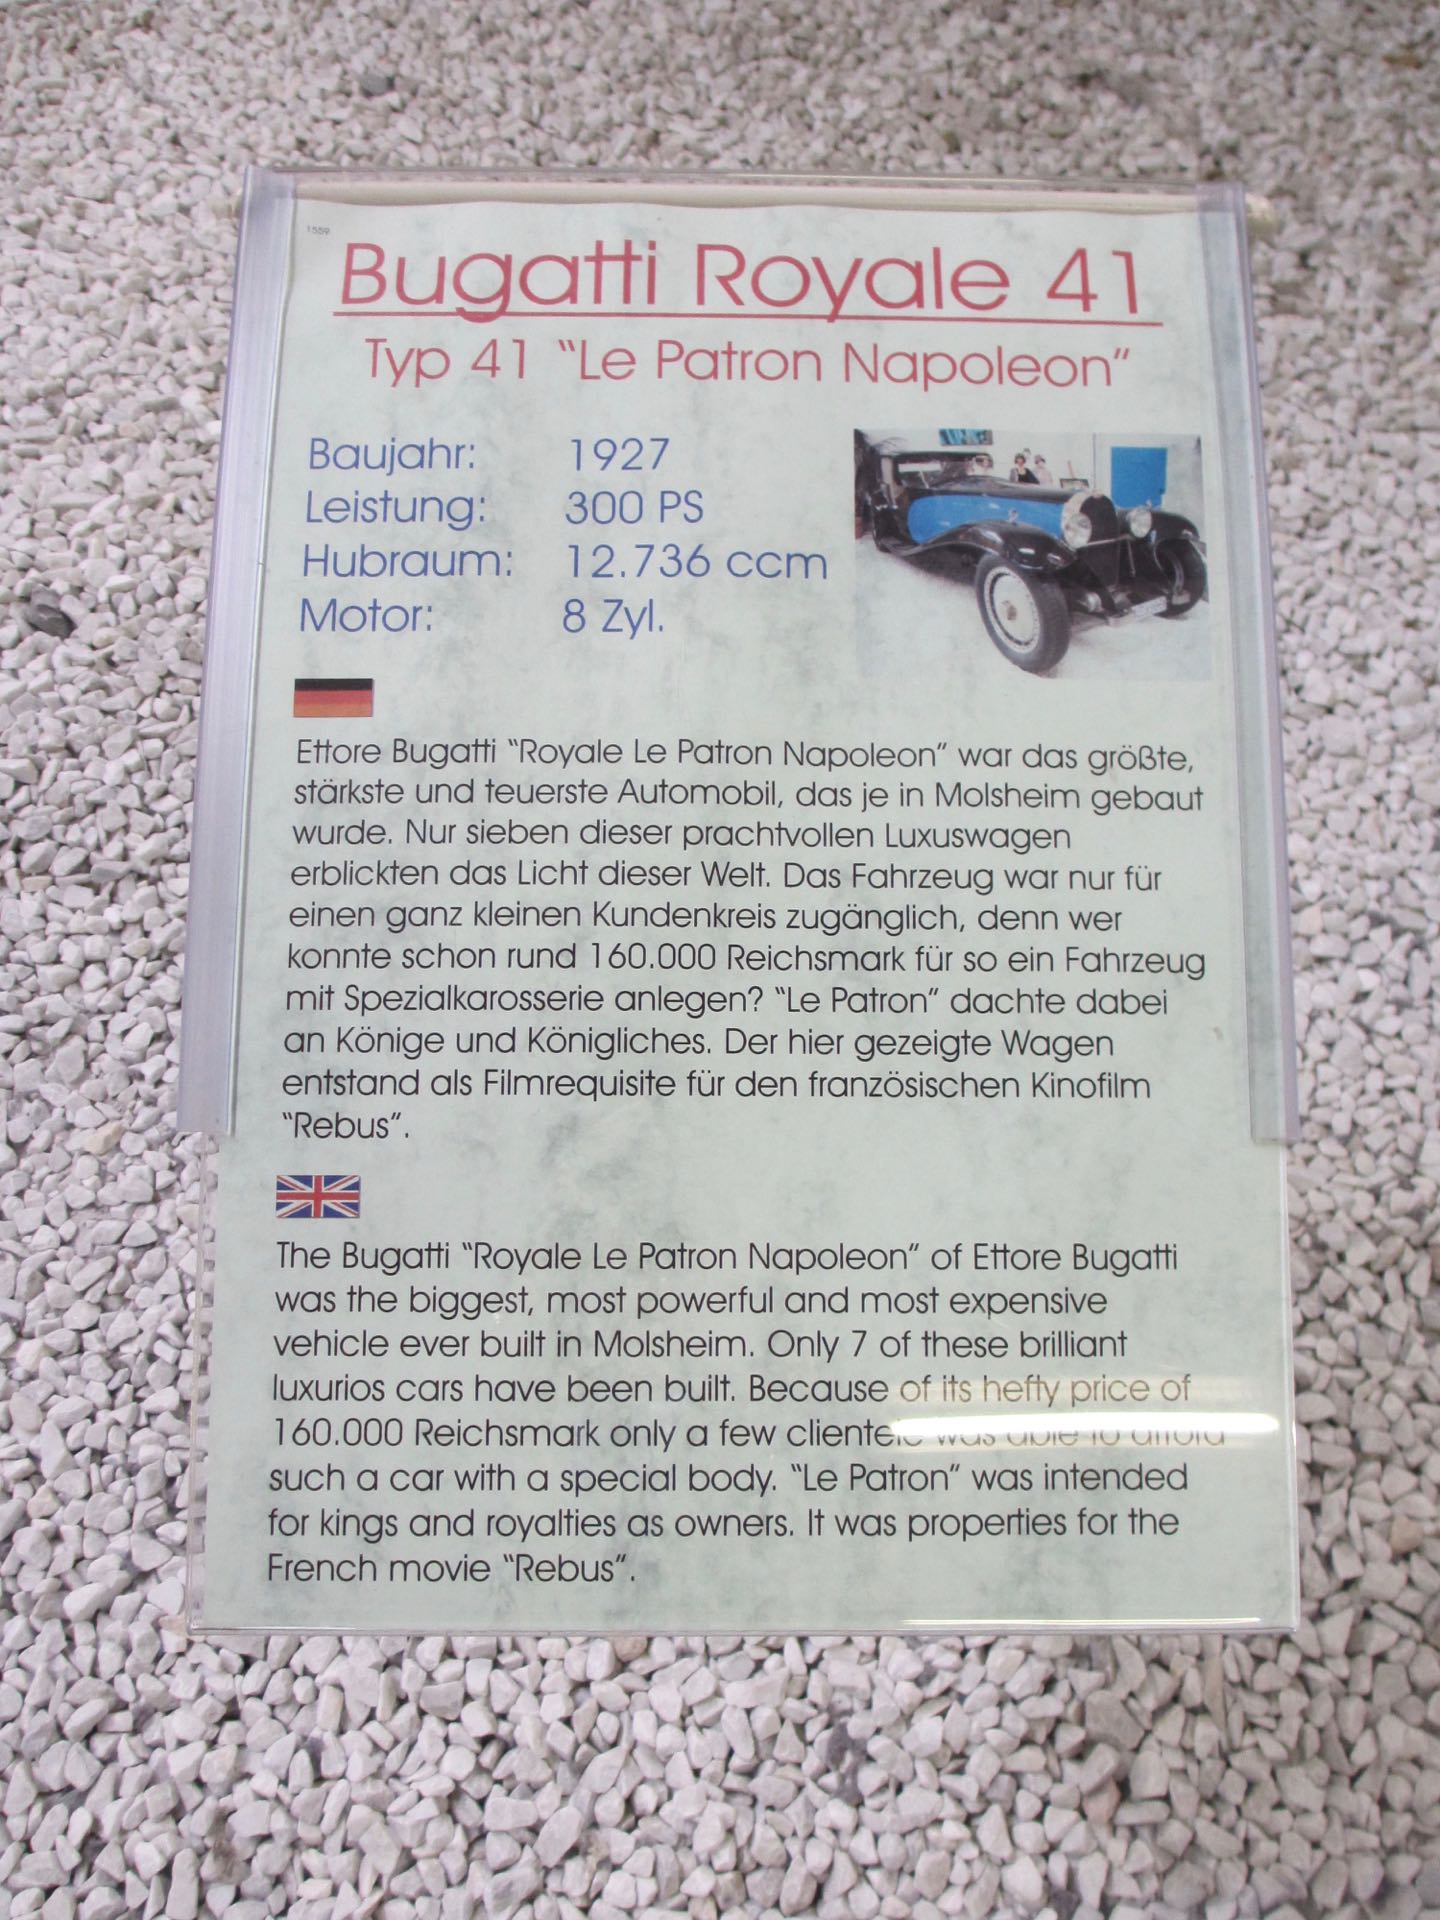 1559
Bugatti Royale 41
Typ 41 "Le Patron Napoleon"
Baujahr: 1927
Leistung: 300 PS
Hubraum: 12.736 ccm
Motor: 8 Zyl.
Ettore Bugatti "Royale Le Patron Napoleon" war das größte,
stärkste und teuerste Automobil, das je in Molsheim gebaut
wurde. Nur sieben dieser prachtvollen Luxuswagen
erblickten das Licht dieser Welt. Das Fahrzeug war nur für
einen ganz kleinen Kundenkreis zugänglich, denn wer
konnte schon rund 160.000 Reichsmark für so ein Fahrzeug
mit Spezialkarosserie anlegen? "Le Patron" dachte dabei
an Könige und Königliches. Der hier gezeigte Wagen
entstand als Filmrequisite für den französischen Kinofilm
"Rebus".
The Bugatti "Royale Le Patron Napoleon" of Ettore Bugatti
was the biggest, most powerful and most expensive
vehicle ever built in Molsheim. Only 7 of these brilliant
luxurios cars have been built. Because of its hefty price of
160.000 Reichsmark only a few clientele was able to afford
such a car with a special body. "Le Patron" was intended
for kings and royalties as owners. It was properties for the
French movie "Rebus".